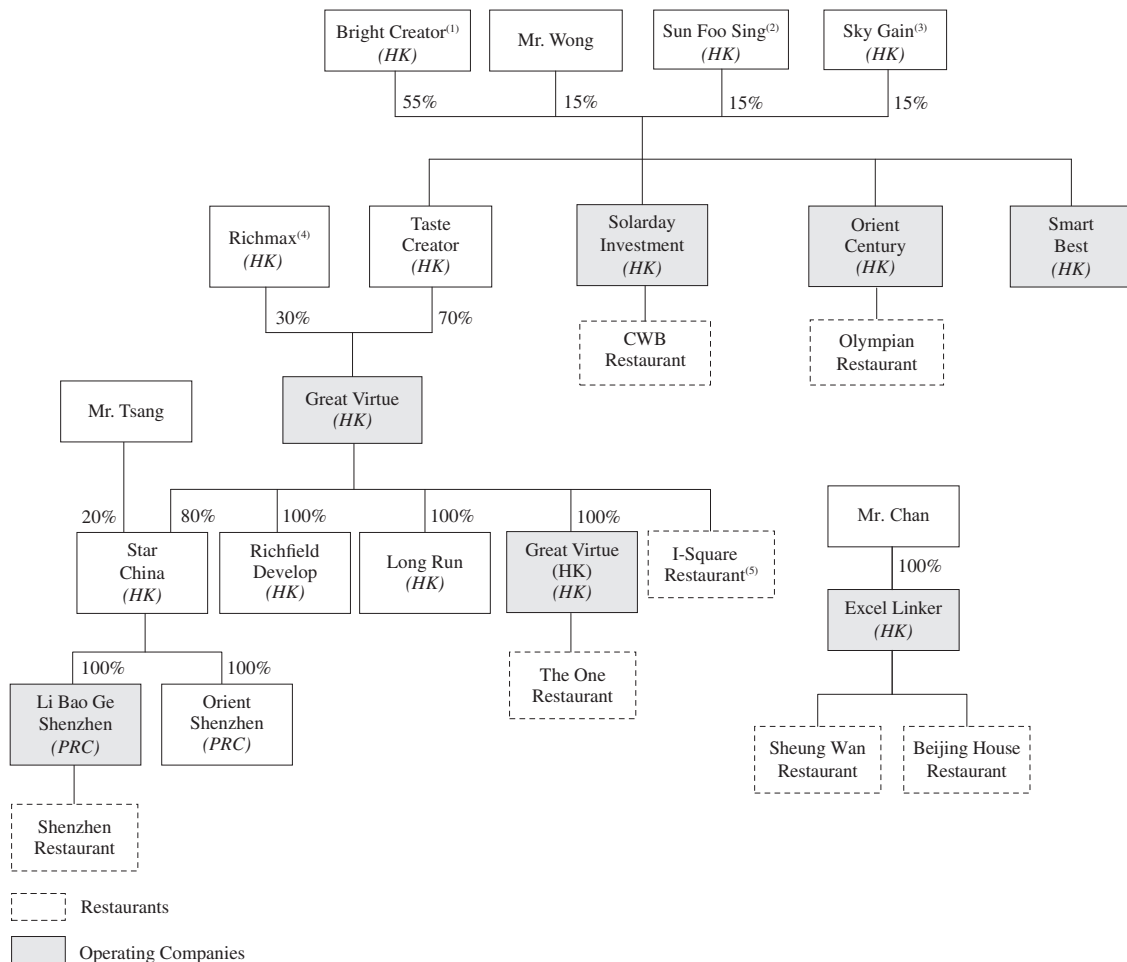 Bright Creator(1)
(HK)
Mr. Wong
Sun Foo Sing(2)
(HK)
Sky Gain(3)
(HK)
55%
15%
15%
15%
Richmax(4)
(HK)
Taste
Creator
(HK)
Solarday
Investment
(HK)
Orient
Century
(HK)
Smart
Best
(HK)
30%
70%
CWB
Restaurant
Olympian
Restaurant
Mr. Tsang
Great Virtue
(HK)
20%
80%
100%
100%
100%
Star
China
(HK)
Richfield
Develop
(HK)
Long Run
(HK)
Great Virtue
(HK)
(HK)
I-Square
Restaurant(5)
Mr. Chan
100%
Excel Linker
(HK)
100%
100%
Li Bao Ge
Shenzhen
(PRC)
Orient
Shenzhen
(PRC)
The One
Restaurant
Sheung Wan
Restaurant
Beijing House
Restaurant
Shenzhen
Restaurant
Restaurants
Operating Companies